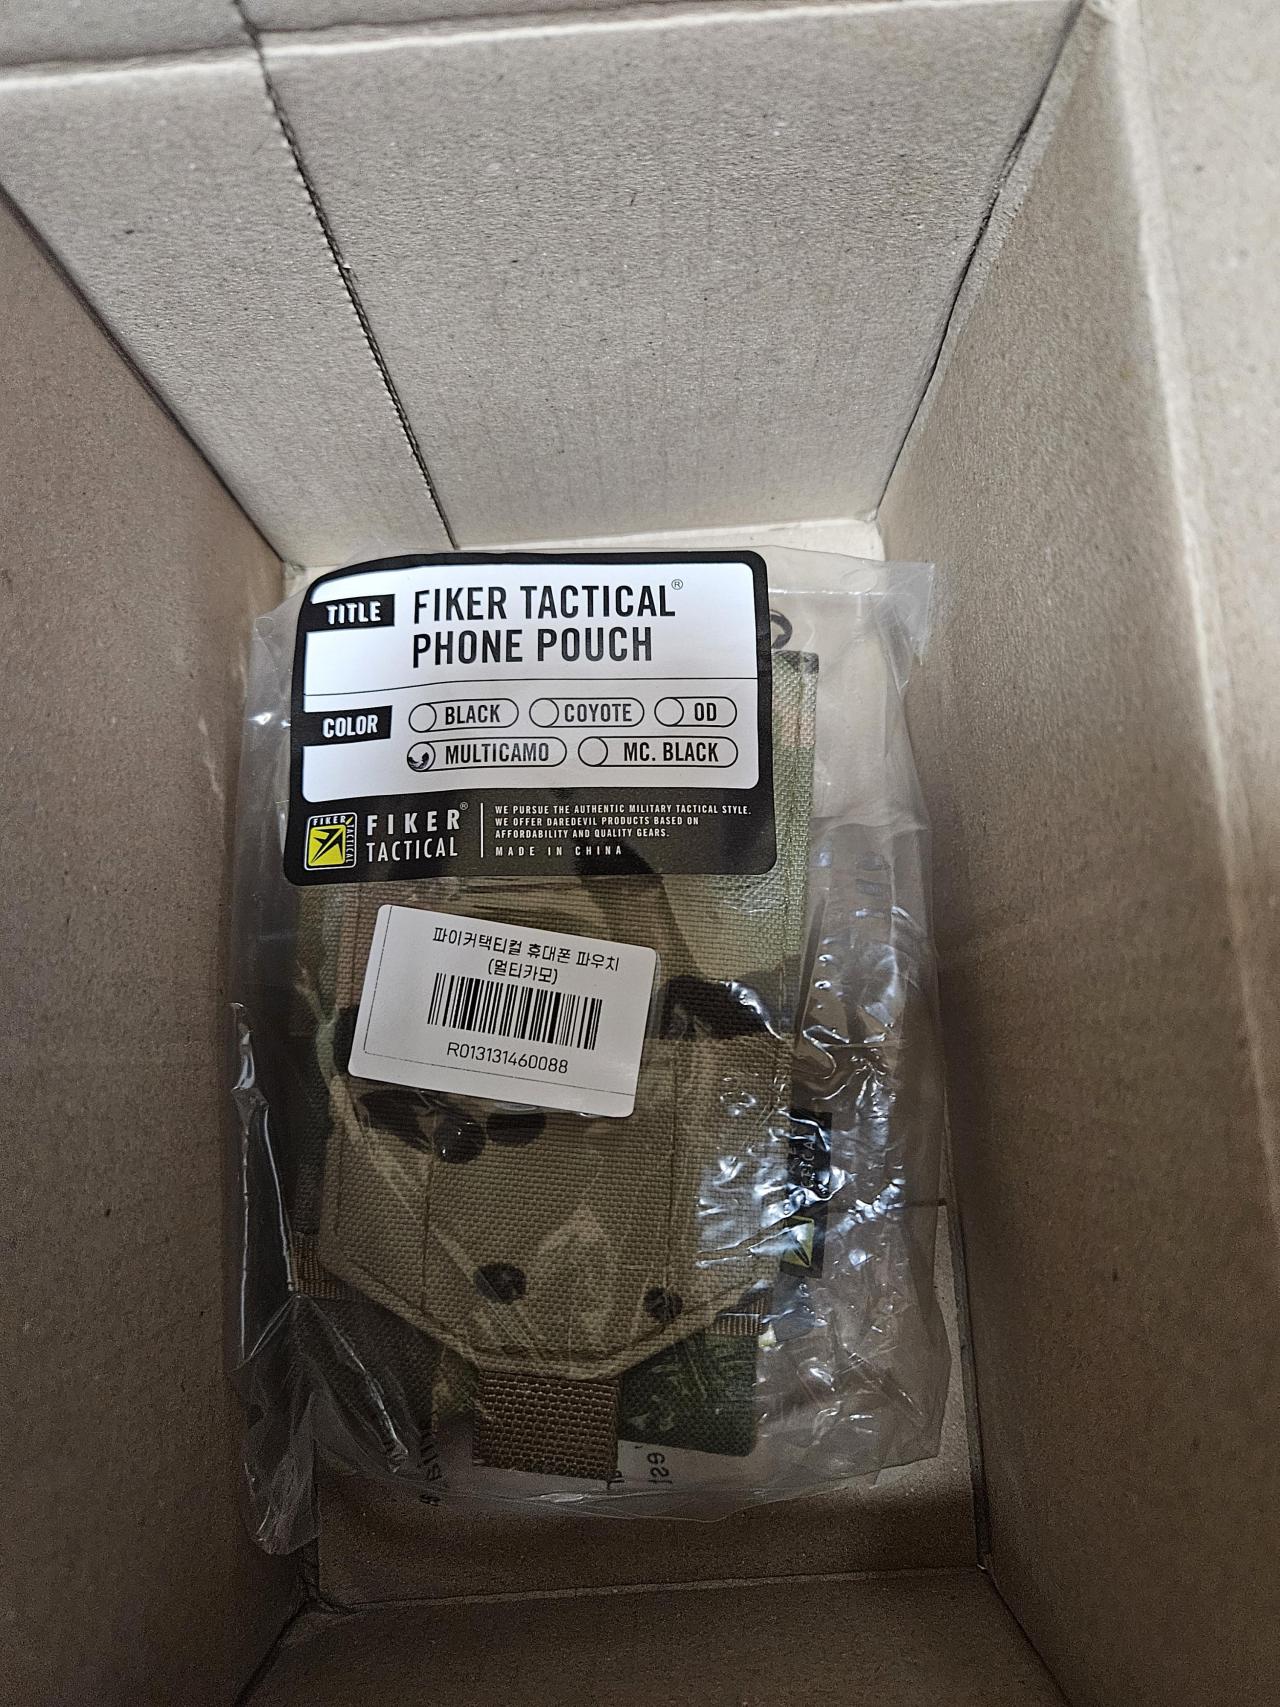 TITLE
FIKER TACTICAL®
PHONE POUCH
COLOR
BLACK COYOTE OD
MULTICAMO MC. BLACK
FIKER TACTICAL
FIKER®
TACTICAL
WE PURSUE THE AUTHENTIC MILITARY TACTICAL STYLE.
WE OFFER DAREDEVIL PRODUCTS BASED ON
AFFORDABILITY AND QUALITY GEARS.
MADE IN CHINA
파이커택티컬 휴대폰 파우치
(멀티카모)
R013131460088